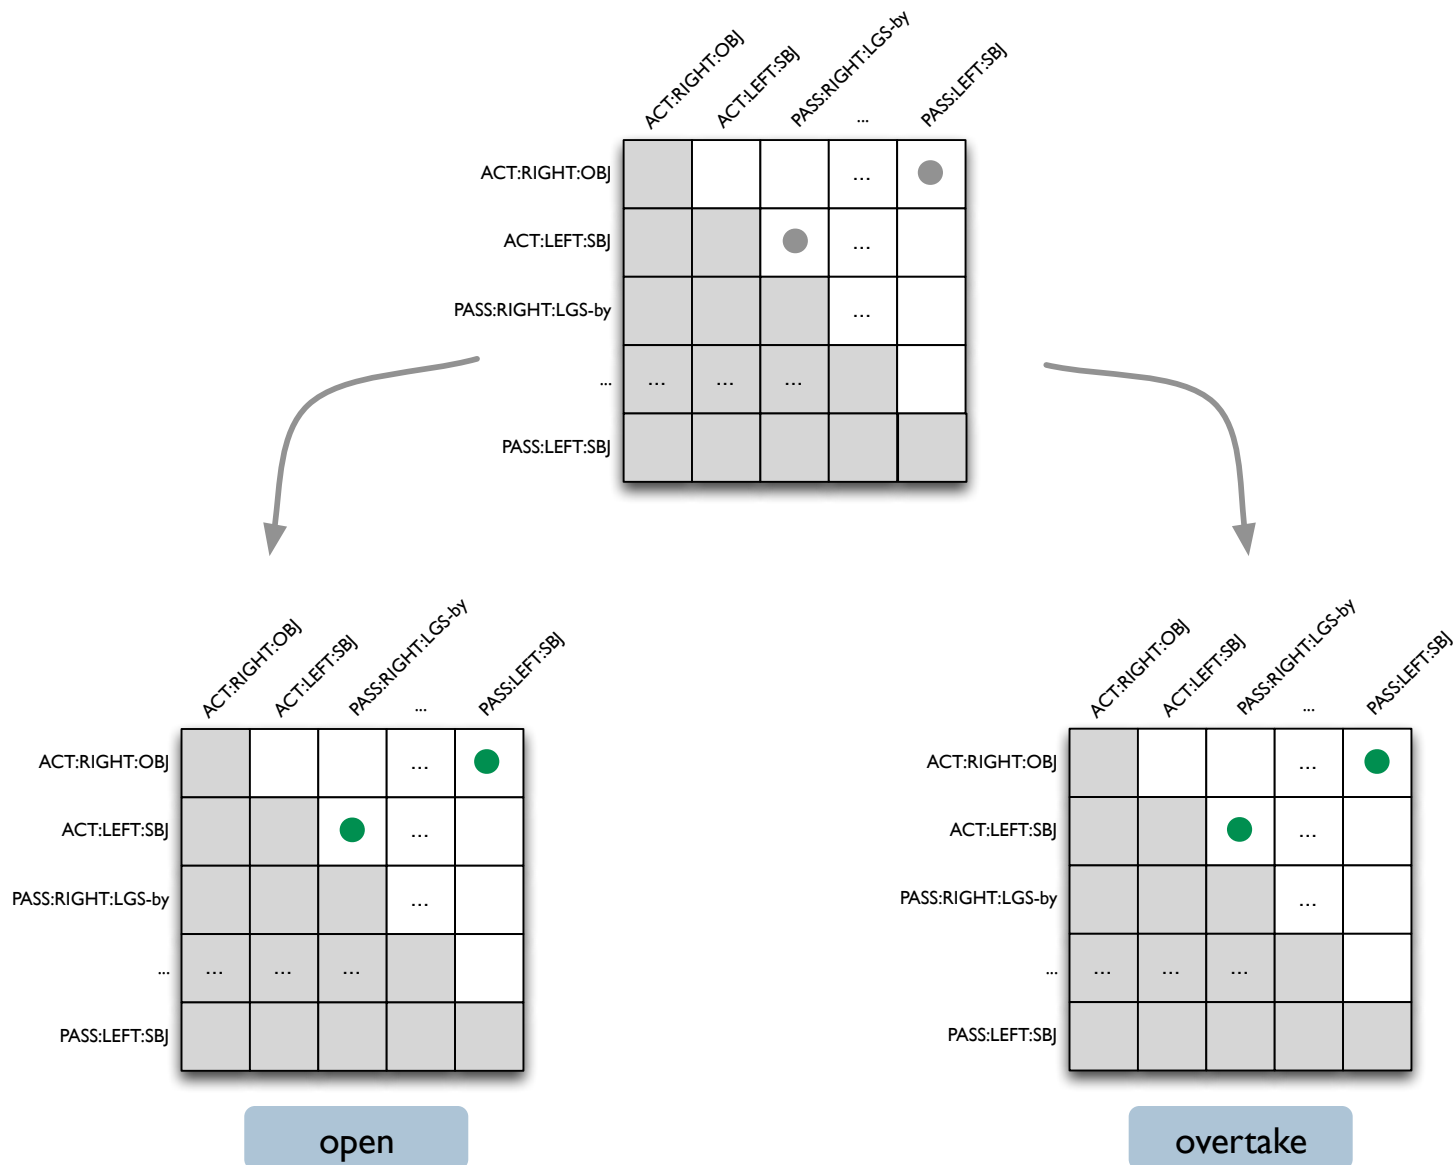 ACT:RIGHT:OBJ
ACT:LEFT:SBJ
PASS:RIGHT:LGS-by
...
PASS:LEFT:SBJ
ACT:RIGHT:OBJ ...
ACT:LEFT:SBJ ...
PASS:RIGHT:LGS-by ...
... ... ... ...
PASS:LEFT:SBJ
ACT:RIGHT:OBJ
ACT:LEFT:SBJ
PASS:RIGHT:LGS-by
...
PASS:LEFT:SBJ
ACT:RIGHT:OBJ ...
ACT:LEFT:SBJ ...
PASS:RIGHT:LGS-by ...
... ... ... ...
PASS:LEFT:SBJ
open
ACT:RIGHT:OBJ
ACT:LEFT:SBJ
PASS:RIGHT:LGS-by
...
PASS:LEFT:SBJ
ACT:RIGHT:OBJ ...
ACT:LEFT:SBJ ...
PASS:RIGHT:LGS-by ...
... ... ... ...
PASS:LEFT:SBJ
overtake